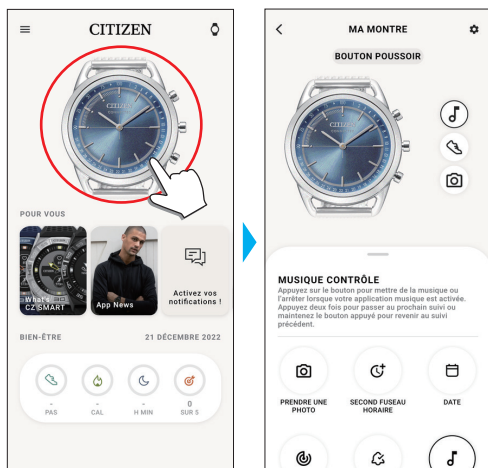 CITIZEN
CITIZEN
POUR VOUS
What's
CZ SMART
App News
Activez vos
notifications !
BIEN-ÊTRE
21 DÉCEMBRE 2022
-
PAS
-
CAL
-
H MIN
0
SUR 5
MA MONTRE
BOUTON POUSSOIR
CITIZEN
MUSIQUE CONTRÔLE
Appuyez sur le bouton pour mettre de la musique ou
l'arrêter lorsque votre application musique est activée.
Appuyez deux fois pour passer au prochain suivi ou
maintenez le bouton appuyé pour revenir au suivi
précédent.
PRENDRE UNE
PHOTO
SECOND FUSEAU
HORAIRE
DATE